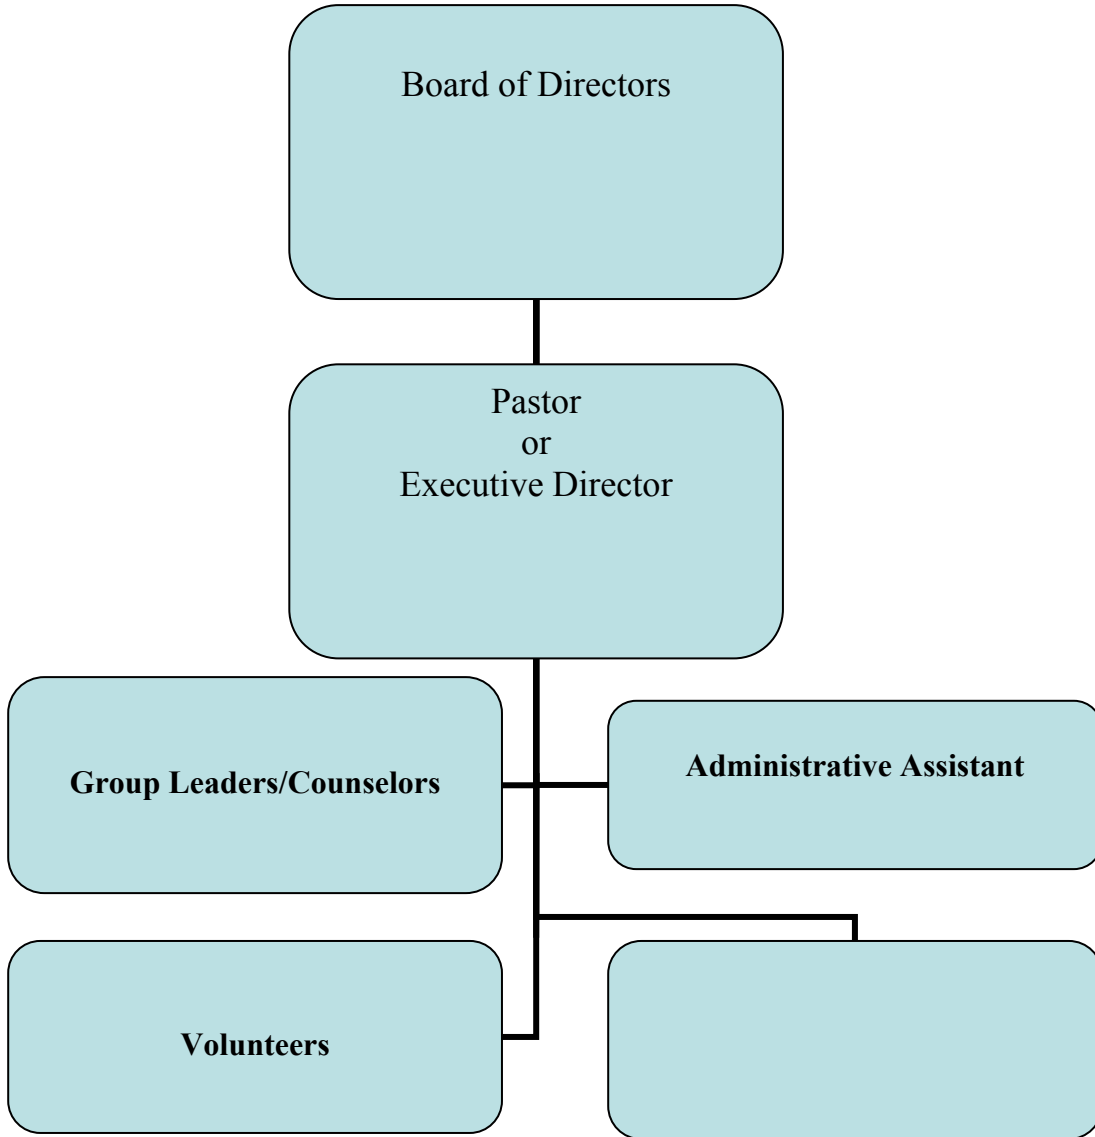 Board of Directors
Pastor
or
Executive Director
Group Leaders/Counselors
Administrative Assistant
Volunteers